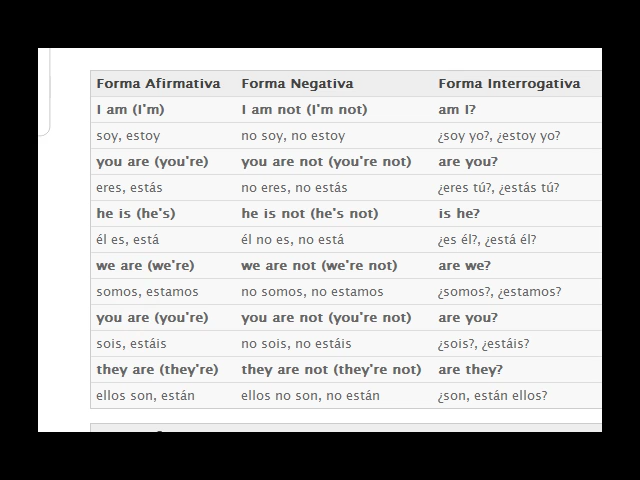 Forma Afirmativa Forma Negativa Forma Interrogativa
I am (I'm) I am not (I'm not) am I?
soy, estoy no soy, no estoy ¿soy yo?, ¿estoy yo?
you are (you're) you are not (you're not) are you?
eres, estás no eres, no estás ¿eres tú?, ¿estás tú?
he is (he's) he is not (he's not) is he?
él es, está él no es, no está ¿es él?, ¿está él?
we are (we're) we are not (we're not) are we?
somos, estamos no somos, no estamos ¿somos?, ¿estamos?
you are (you're) you are not (you're not) are you?
sois, estáis no sois, no estáis ¿sois?, ¿estáis?
they are (they're) they are not (they're not) are they?
ellos son, están ellos no son, no están ¿son, están ellos?